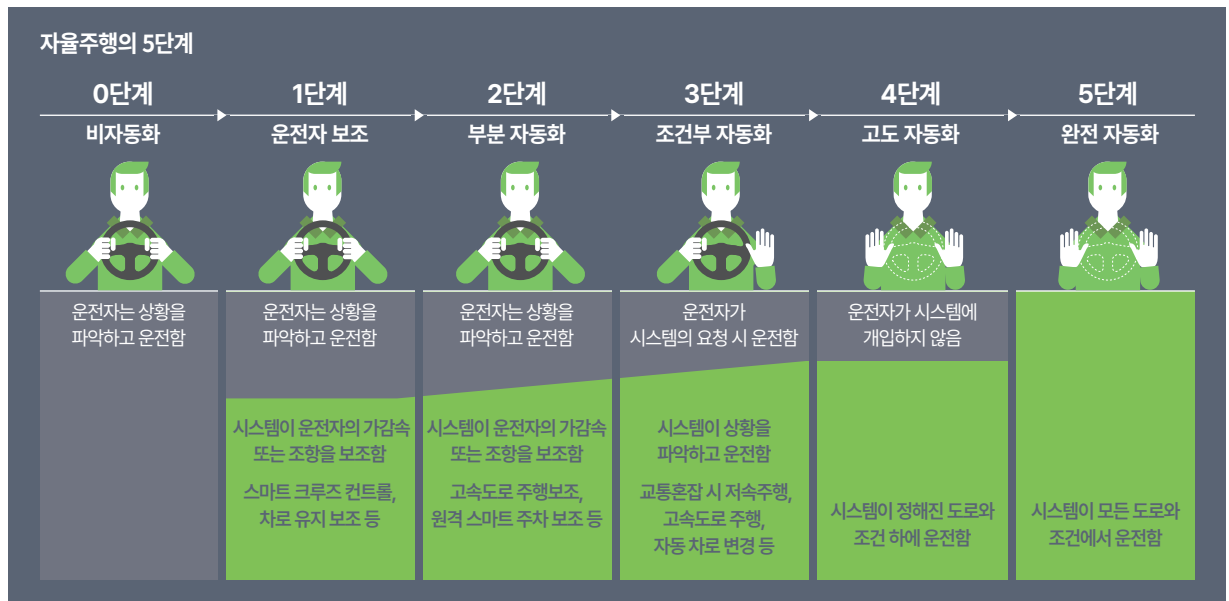 자율주행의 5단계
0단계
비자동화
운전자는 상황을
파악하고 운전함
1단계
운전자 보조
운전자는 상황을
파악하고 운전함
시스템이 운전자의 가감속
또는 조향을 보조함
스마트 크루즈 컨트롤,
차로 유지 보조 등
2단계
부분 자동화
운전자는 상황을
파악하고 운전함
시스템이 운전자의 가감속
또는 조항을 보조함
고속도로 주행보조,
원격 스마트 주차 보조 등
3단계
조건부 자동화
운전자가
시스템의 요청 시 운전함
시스템이 상황을
파악하고 운전함
교통혼잡 시 저속주행,
고속도로 주행,
자동 차로 변경 등
4단계
고도 자동화
운전자가 시스템에
개입하지 않음
시스템이 정해진 도로와
조건 하에 운전함
5단계
완전 자동화
시스템이 모든 도로와
조건에서 운전함